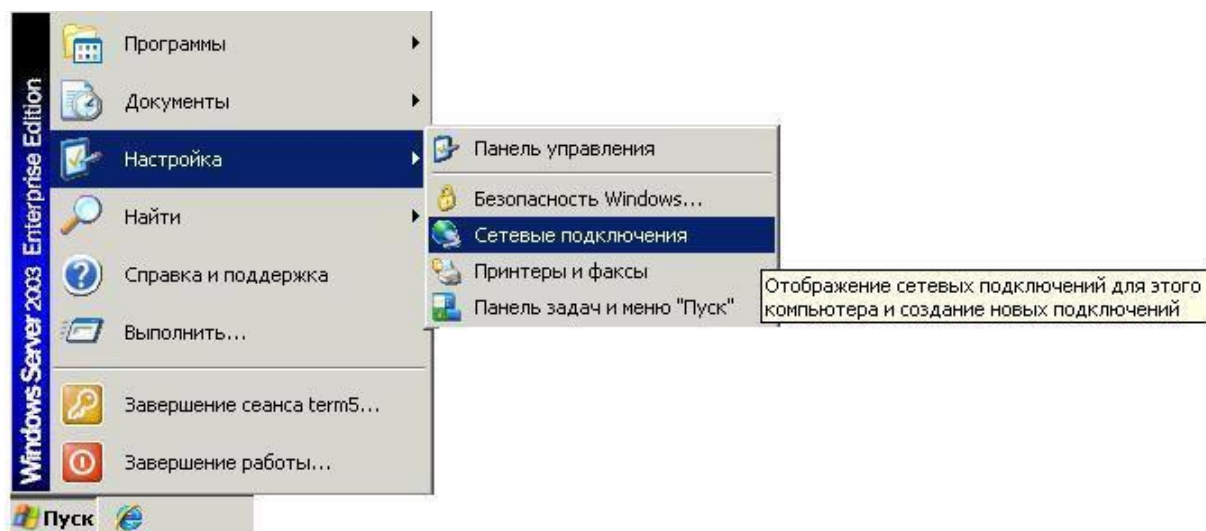 Windows Server 2003 Enterprise Edition
Программы
Документы
Настройка
Найти
Справка и поддержка
Выполнить...
Завершение сеанса term5...
Завершение работы...
Панель управления
Безопасность Windows...
Сетевые подключения
Принтеры и факсы
Панель задач и меню "Пуск"
Отображение сетевых подключений для этого
компьютера и создание новых подключений
Пуск